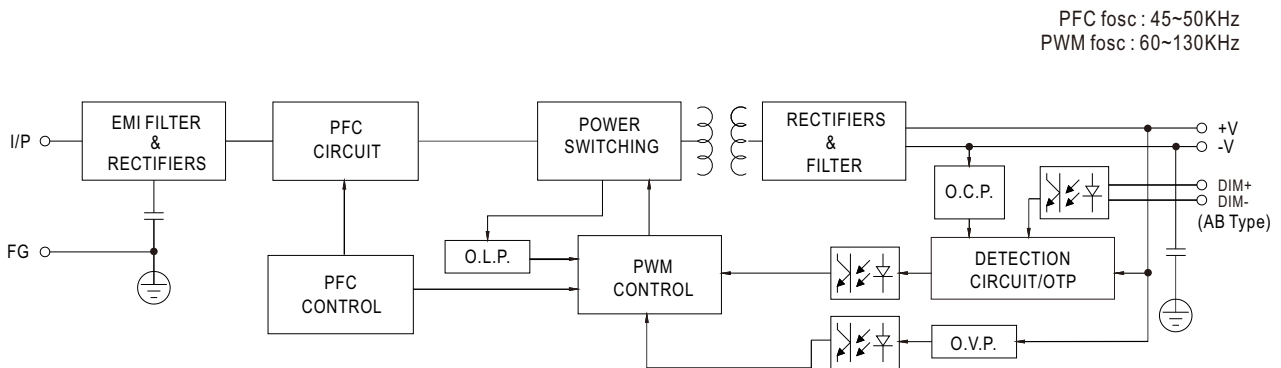 PFC fosc : 45~50KHz
PWM fosc : 60~130KHz
I/P
EMI FILTER
&
RECTIFIERS
PFC
CIRCUIT
POWER
SWITCHING
RECTIFIERS
&
FILTER
+V
-V
O.C.P.
DIM+
DIM-
(AB Type)
FG
O.L.P.
PFC
CONTROL
PWM
CONTROL
DETECTION
CIRCUIT/OTP
O.V.P.